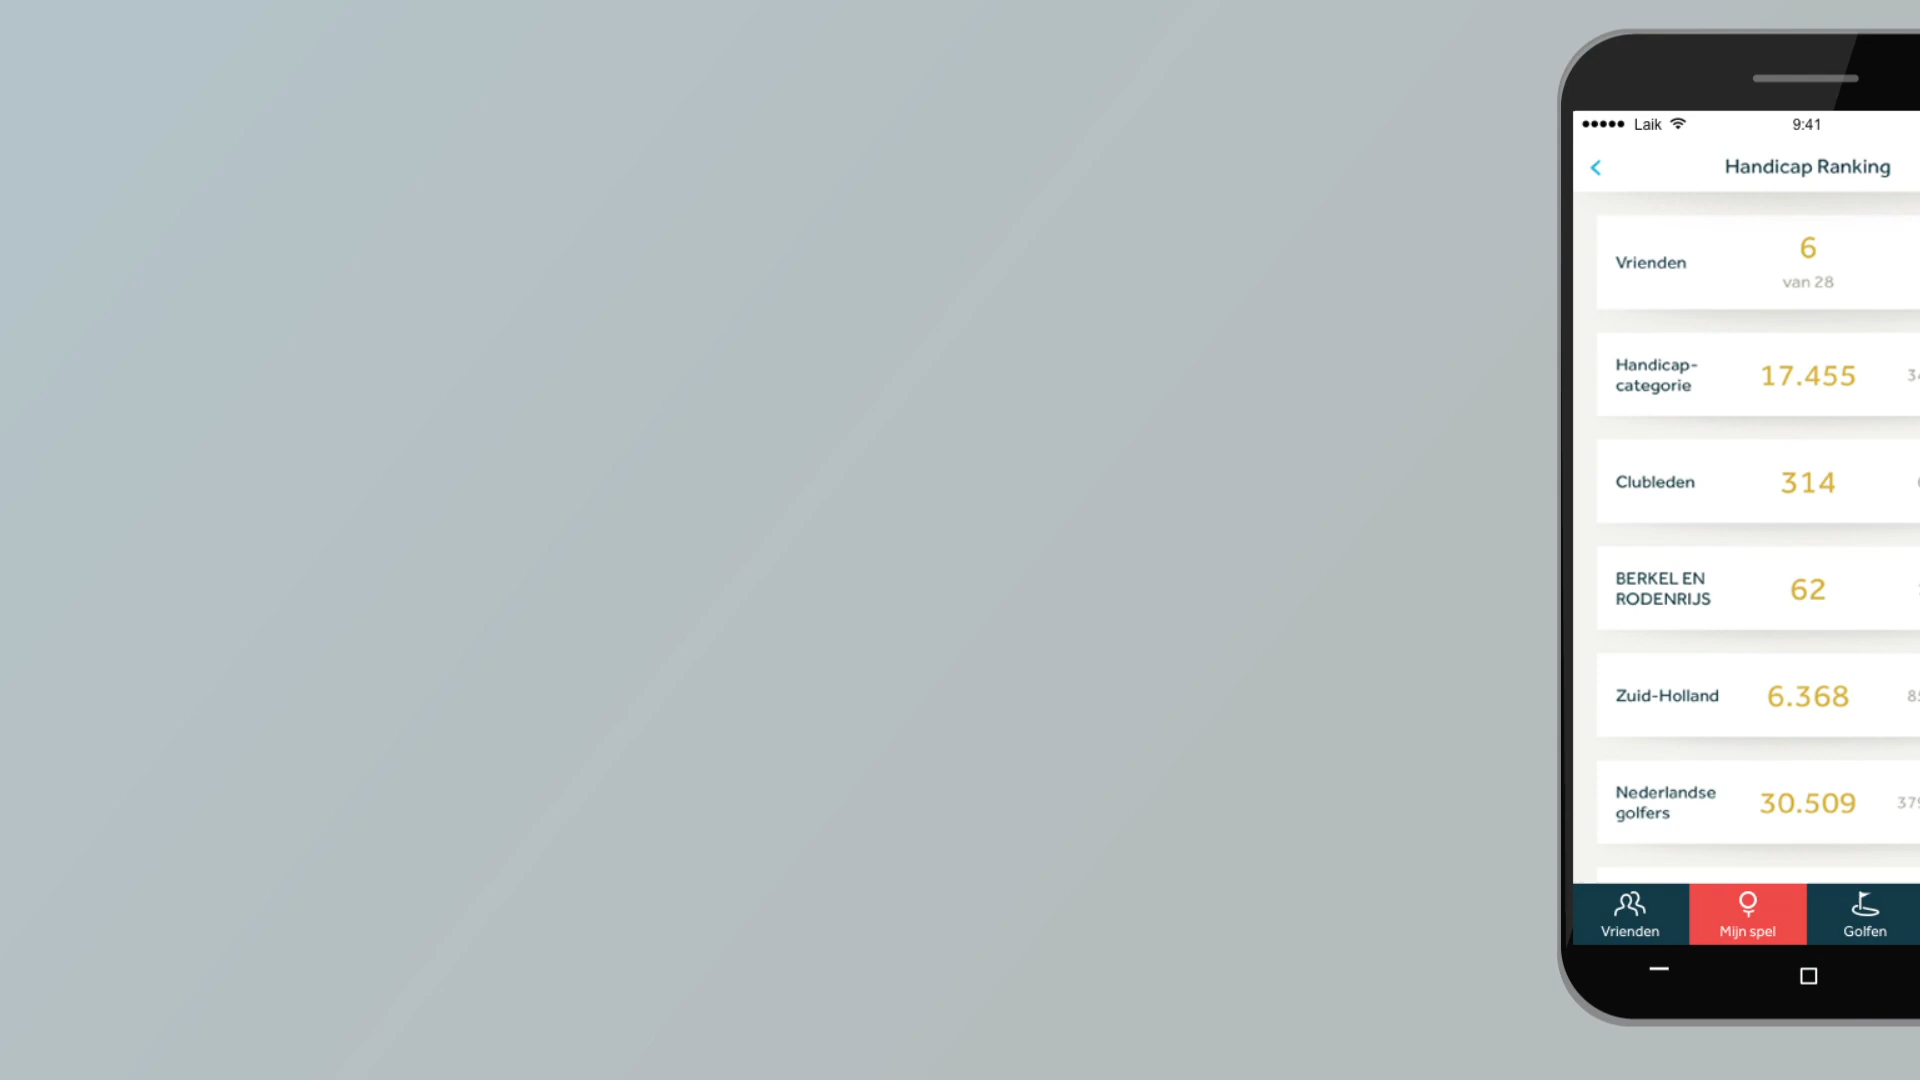 Laik 9:41
Handicap Ranking
Vrienden
6
van 28
Handicap-
categorie
17.455
Clubleden
314
BERKEL EN
RODENRIJS
62
Zuid-Holland
6.368
Nederlandse
golfers
30.509
Vrienden
Mijn spel
Golfen